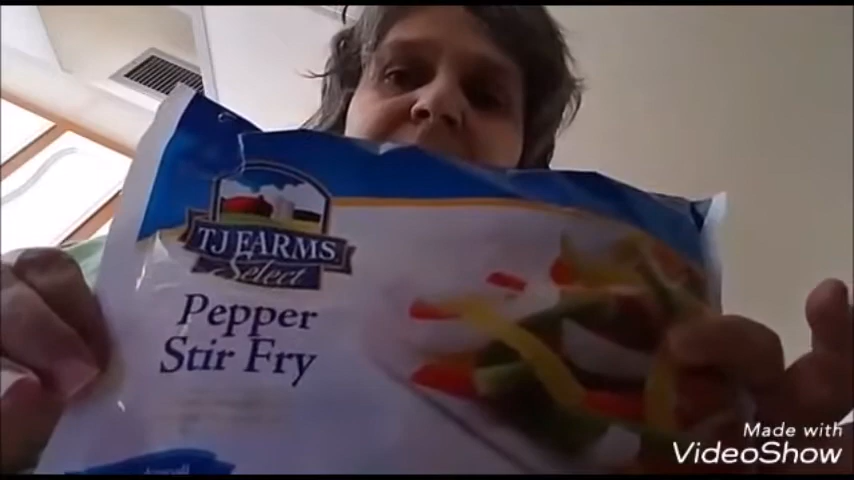 TJ FARMS
Select
Pepper
Stir Fry
Made with
VideoShow